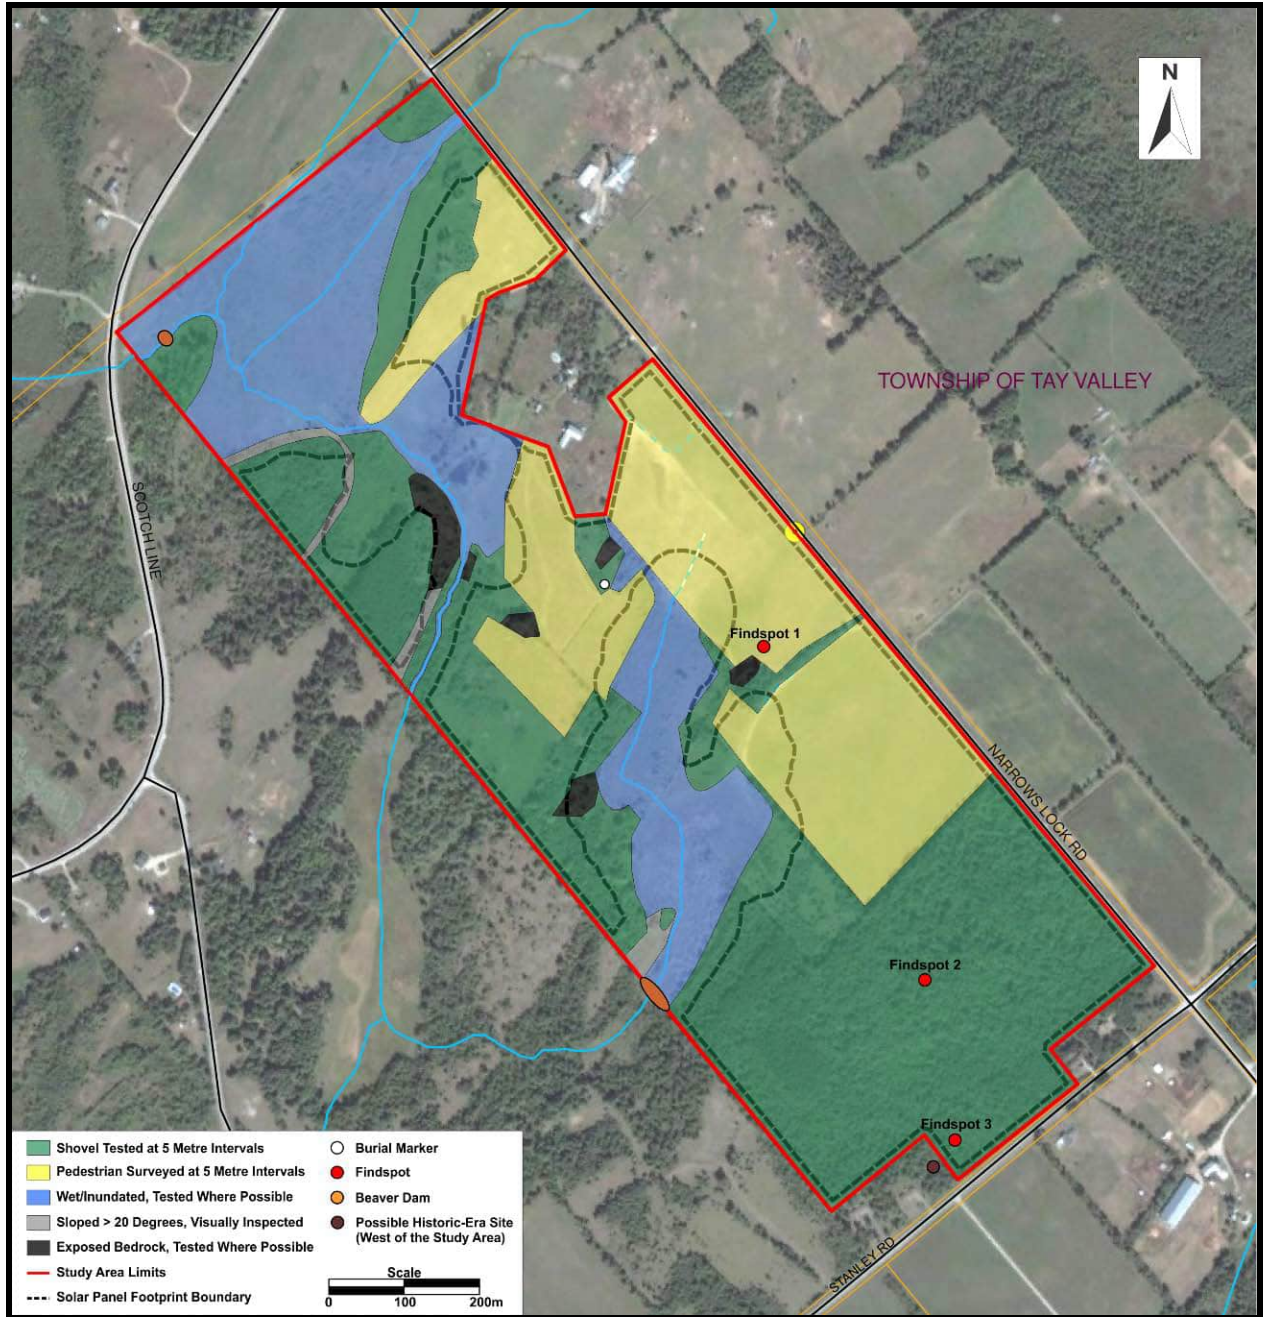 N
TOWNSHIP OF TAY VALLEY
SCOTCH LINE
Findspot 1
NARROWS LOCK RD
Findspot 2
Findspot 3
STANLEY RD
Shovel Tested at 5 Metre Intervals
Pedestrian Surveyed at 5 Metre Intervals
Wet/Inundated, Tested Where Possible
Sloped > 20 Degrees, Visually Inspected
Exposed Bedrock, Tested Where Possible
Study Area Limits
Solar Panel Footprint Boundary
Burial Marker
Findspot
Beaver Dam
Possible Historic-Era Site
(West of the Study Area)
Scale
0 100 200m